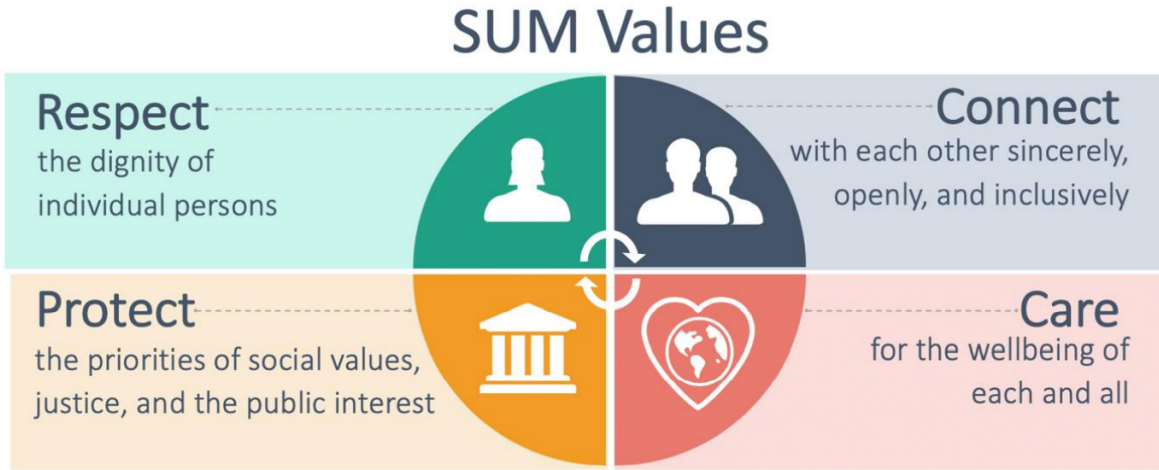 SUM Values
Respect
the dignity of
individual persons
Connect
with each other sincerely,
openly, and inclusively
Protect
the priorities of social values,
justice, and the public interest
Care
for the wellbeing of
each and all